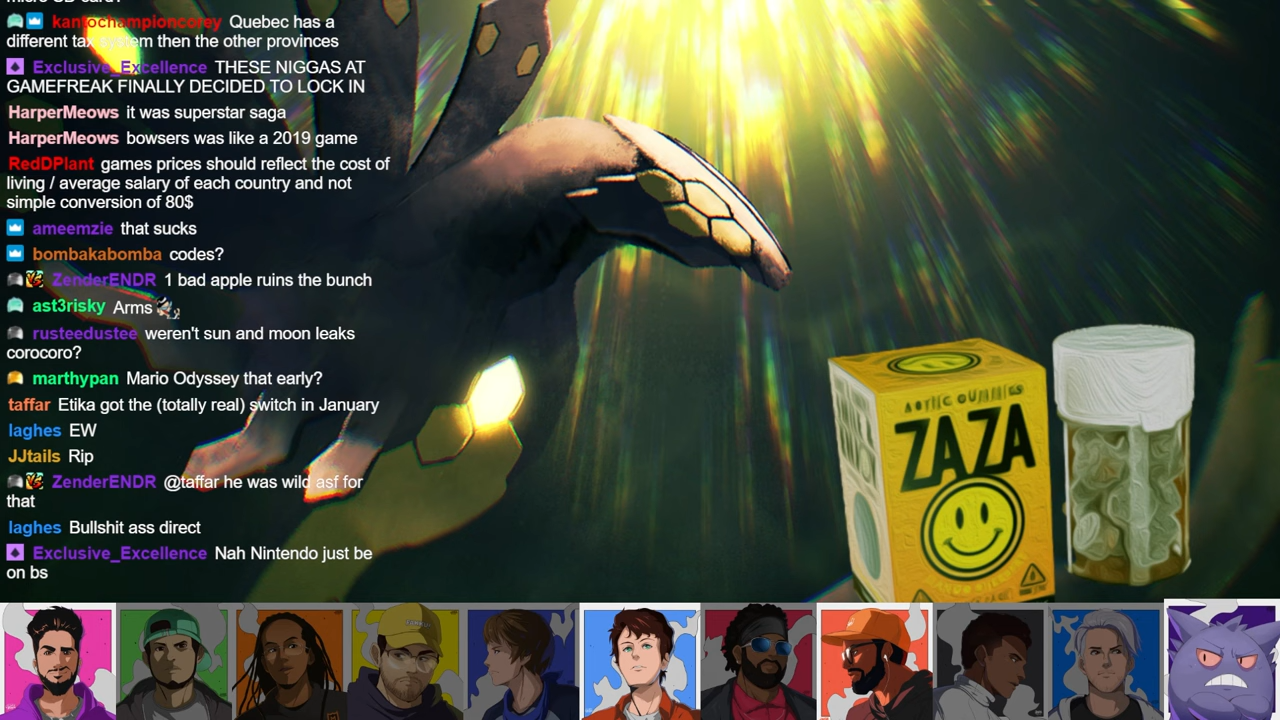 kantochampioncorey Quebec has a
different tax system then the other provinces
Exclusive_Excellence THESE NIGGAS AT
GAMEFREAK FINALLY DECIDED TO LOCK IN
HarperMeows it was superstar saga
HarperMeows bowsers was like a 2019 game
RedDPlant games prices should reflect the cost of
living / average salary of each country and not
simple conversion of 80$
ameemzie that sucks
bombakabomba codes?
ZenderENDR 1 bad apple ruins the bunch
ast3risky Arms
rusteedustee weren't sun and moon leaks
corocoro?
marthypan Mario Odyssey that early?
taffar Etika got the (totally real) switch in January
laghes EW
JJtails Rip
ZenderENDR @taffar he was wild asf for
that
laghes Bullshit ass direct
Exclusive_Excellence Nah Nintendo just be
on bs
ZAZA